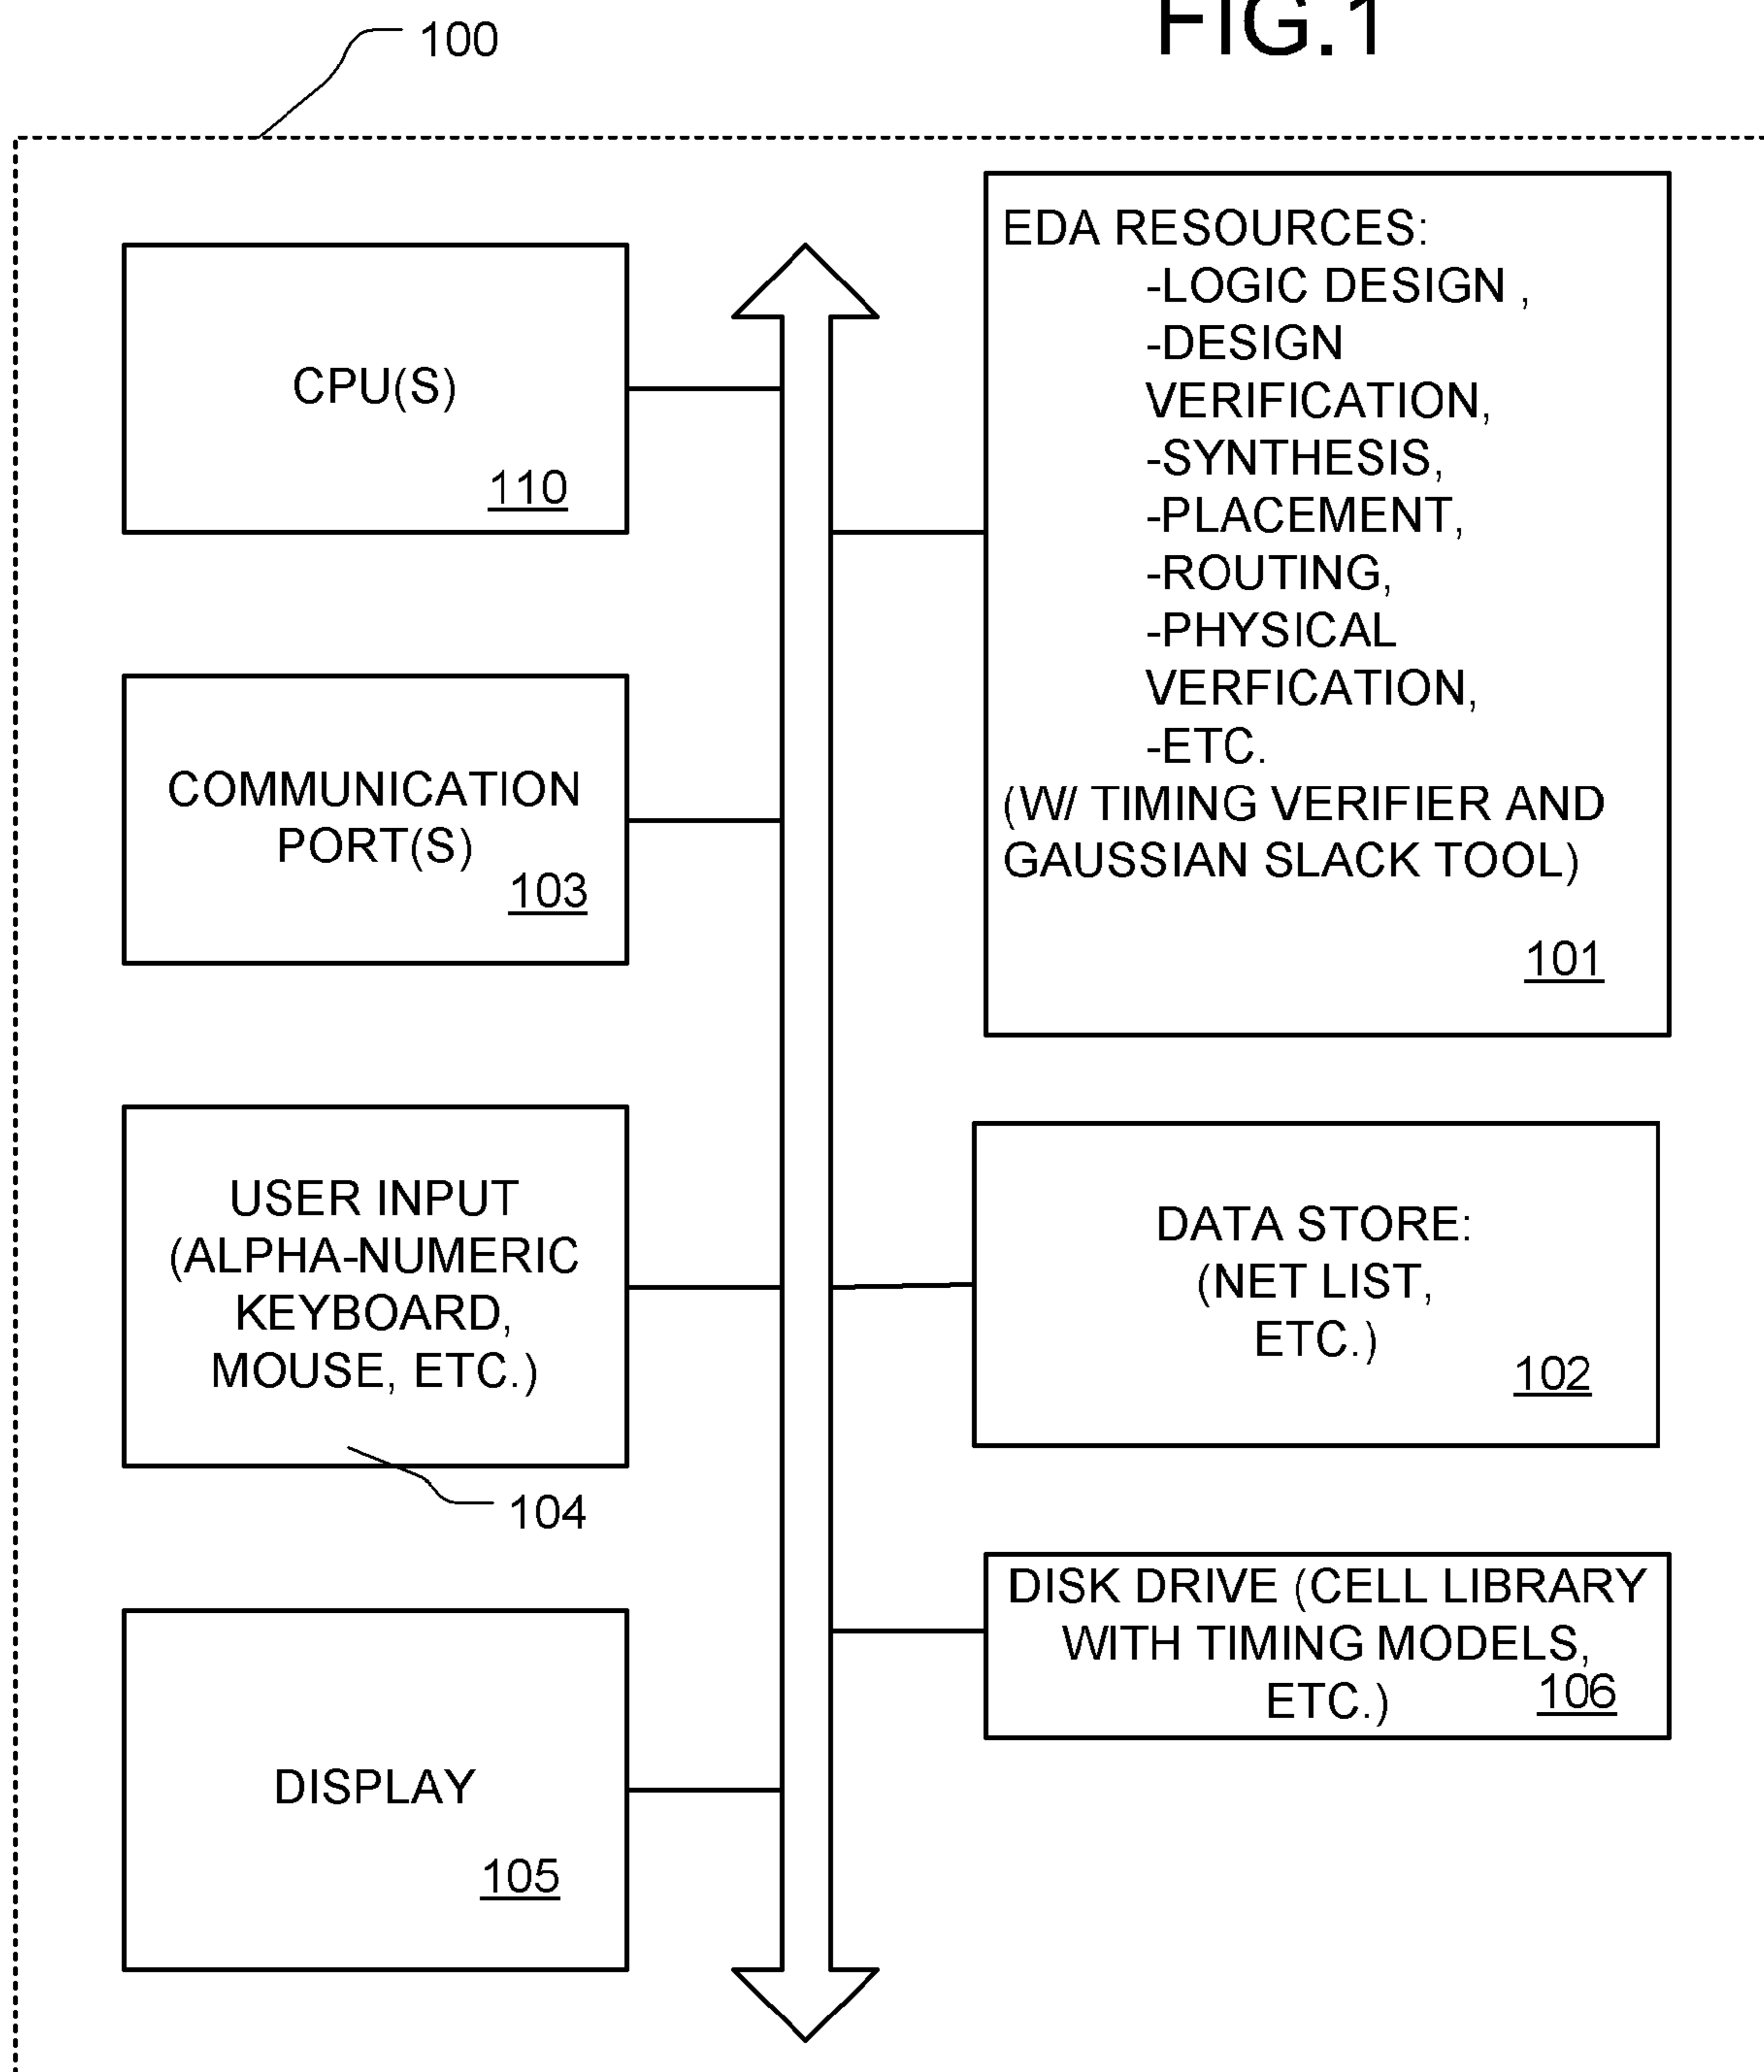 FIG.1
100
CPU(S)
110
COMMUNICATION
PORT(S)
103
USER INPUT
(ALPHA-NUMERIC
KEYBOARD,
MOUSE, ETC.)
104
DISPLAY
105
EDA RESOURCES:
-LOGIC DESIGN ,
-DESIGN
VERIFICATION,
-SYNTHESIS,
-PLACEMENT,
-ROUTING,
-PHYSICAL
VERFICATION,
-ETC.
(W/ TIMING VERIFIER AND
GAUSSIAN SLACK TOOL)
101
DATA STORE:
(NET LIST,
ETC.)
102
DISK DRIVE (CELL LIBRARY
WITH TIMING MODELS,
ETC.)
106